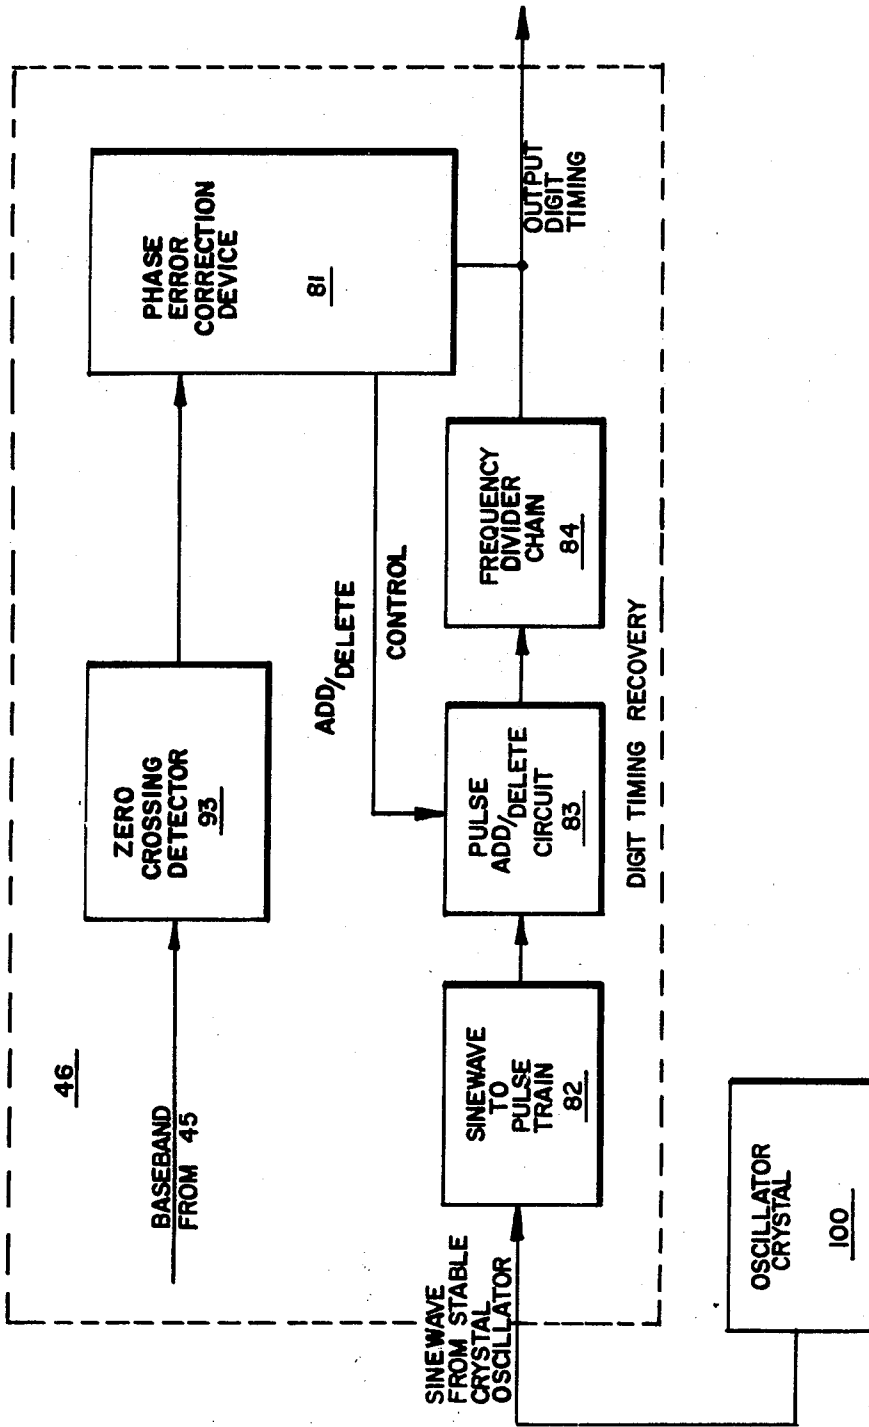 46
BASEBAND
FROM 45
ZERO
CROSSING
DETECTOR
93
PHASE
ERROR
CORRECTION
DEVICE
81
ADD/DELETE
CONTROL
SINEWAVE
FROM STABLE
CRYSTAL
OSCILLATOR
SINEWAVE
TO
PULSE
TRAIN
82
PULSE
ADD/DELETE
CIRCUIT
83
FREQUENCY
DIVIDER
CHAIN
84
OUTPUT
DIGIT
TIMING
DIGIT TIMING RECOVERY
OSCILLATOR
CRYSTAL
100